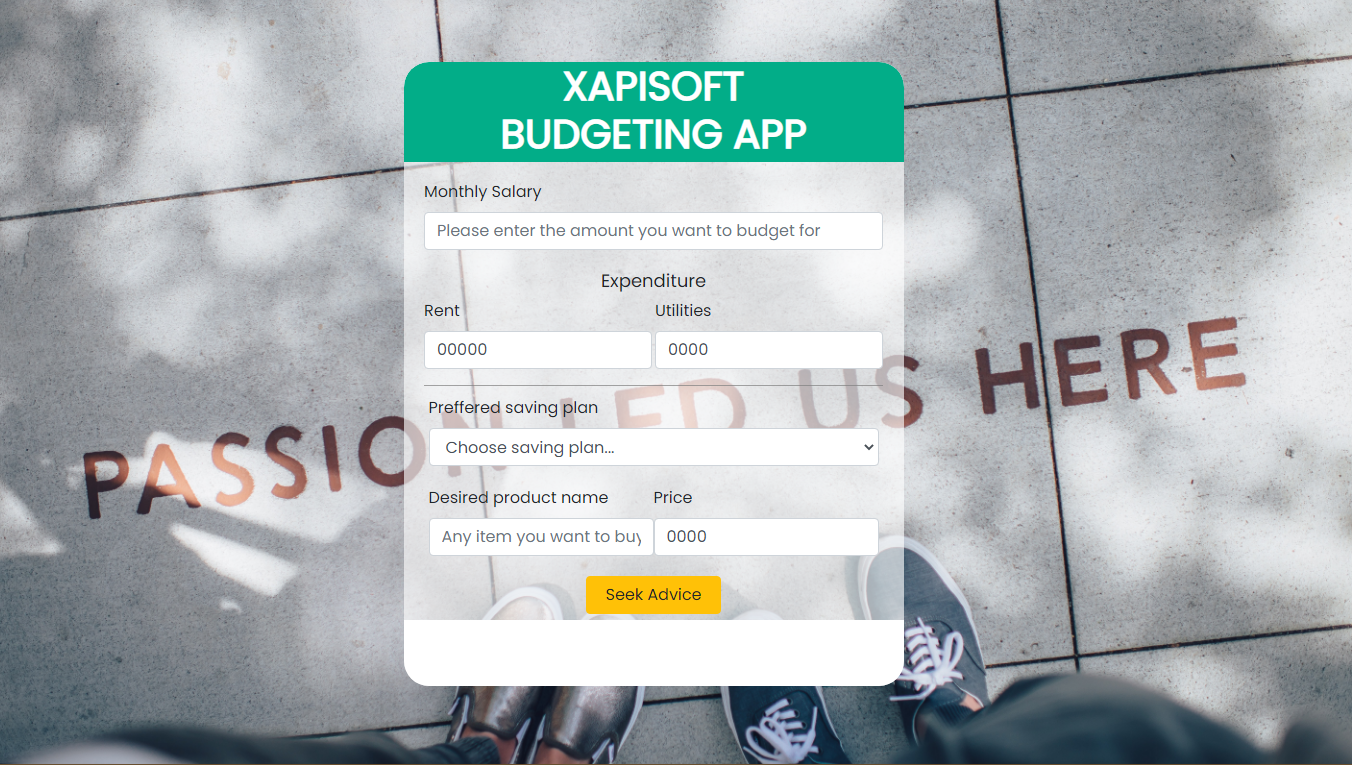 XAPISOFT
BUDGETING APP
Monthly Salary
Please enter the amount you want to budget for
Expenditure
Rent Utilities
00000 0000
Preffered saving plan
Choose saving plan...
Desired product name Price
Any item you want to buy 0000
Seek Advice
PASSION LED US HERE